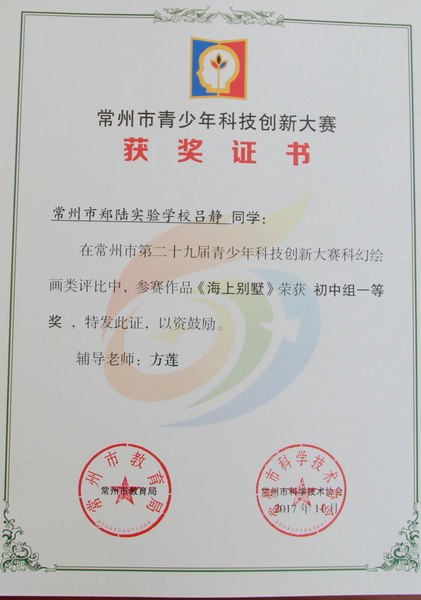 常州市青少年科技创新大赛
获奖证书
常州市郑陆实验学校吕静 同学：
在常州市第二十九届青少年科技创新大赛科幻绘
画类评比中，参赛作品《海上别墅》荣获 初中组一等
奖 ，特发此证，以资鼓励。
辅导老师：方莲
常州市教育局
常州市教育局
常州市科学技术协会
常州市科学技术协会
2017 年 10 月